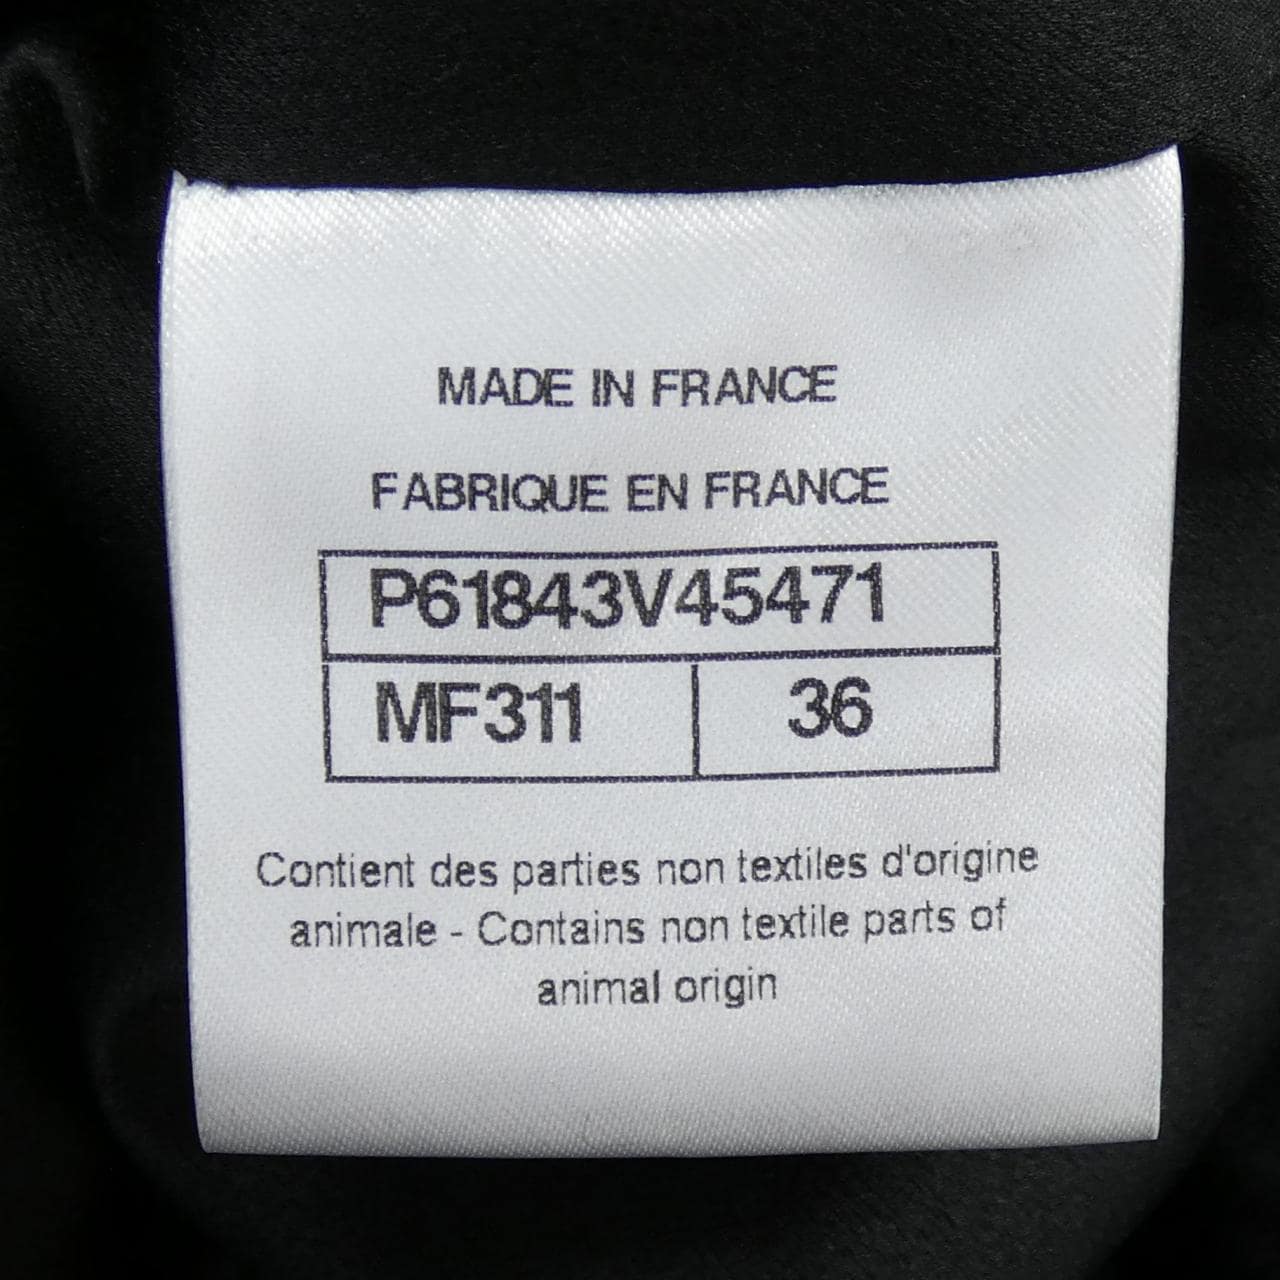 MADE IN FRANCE
FABRIQUE EN FRANCE
P61843V45471
MF311 36
Contient des parties non textiles d'origine
animale - Contains non textile parts of
animal origin